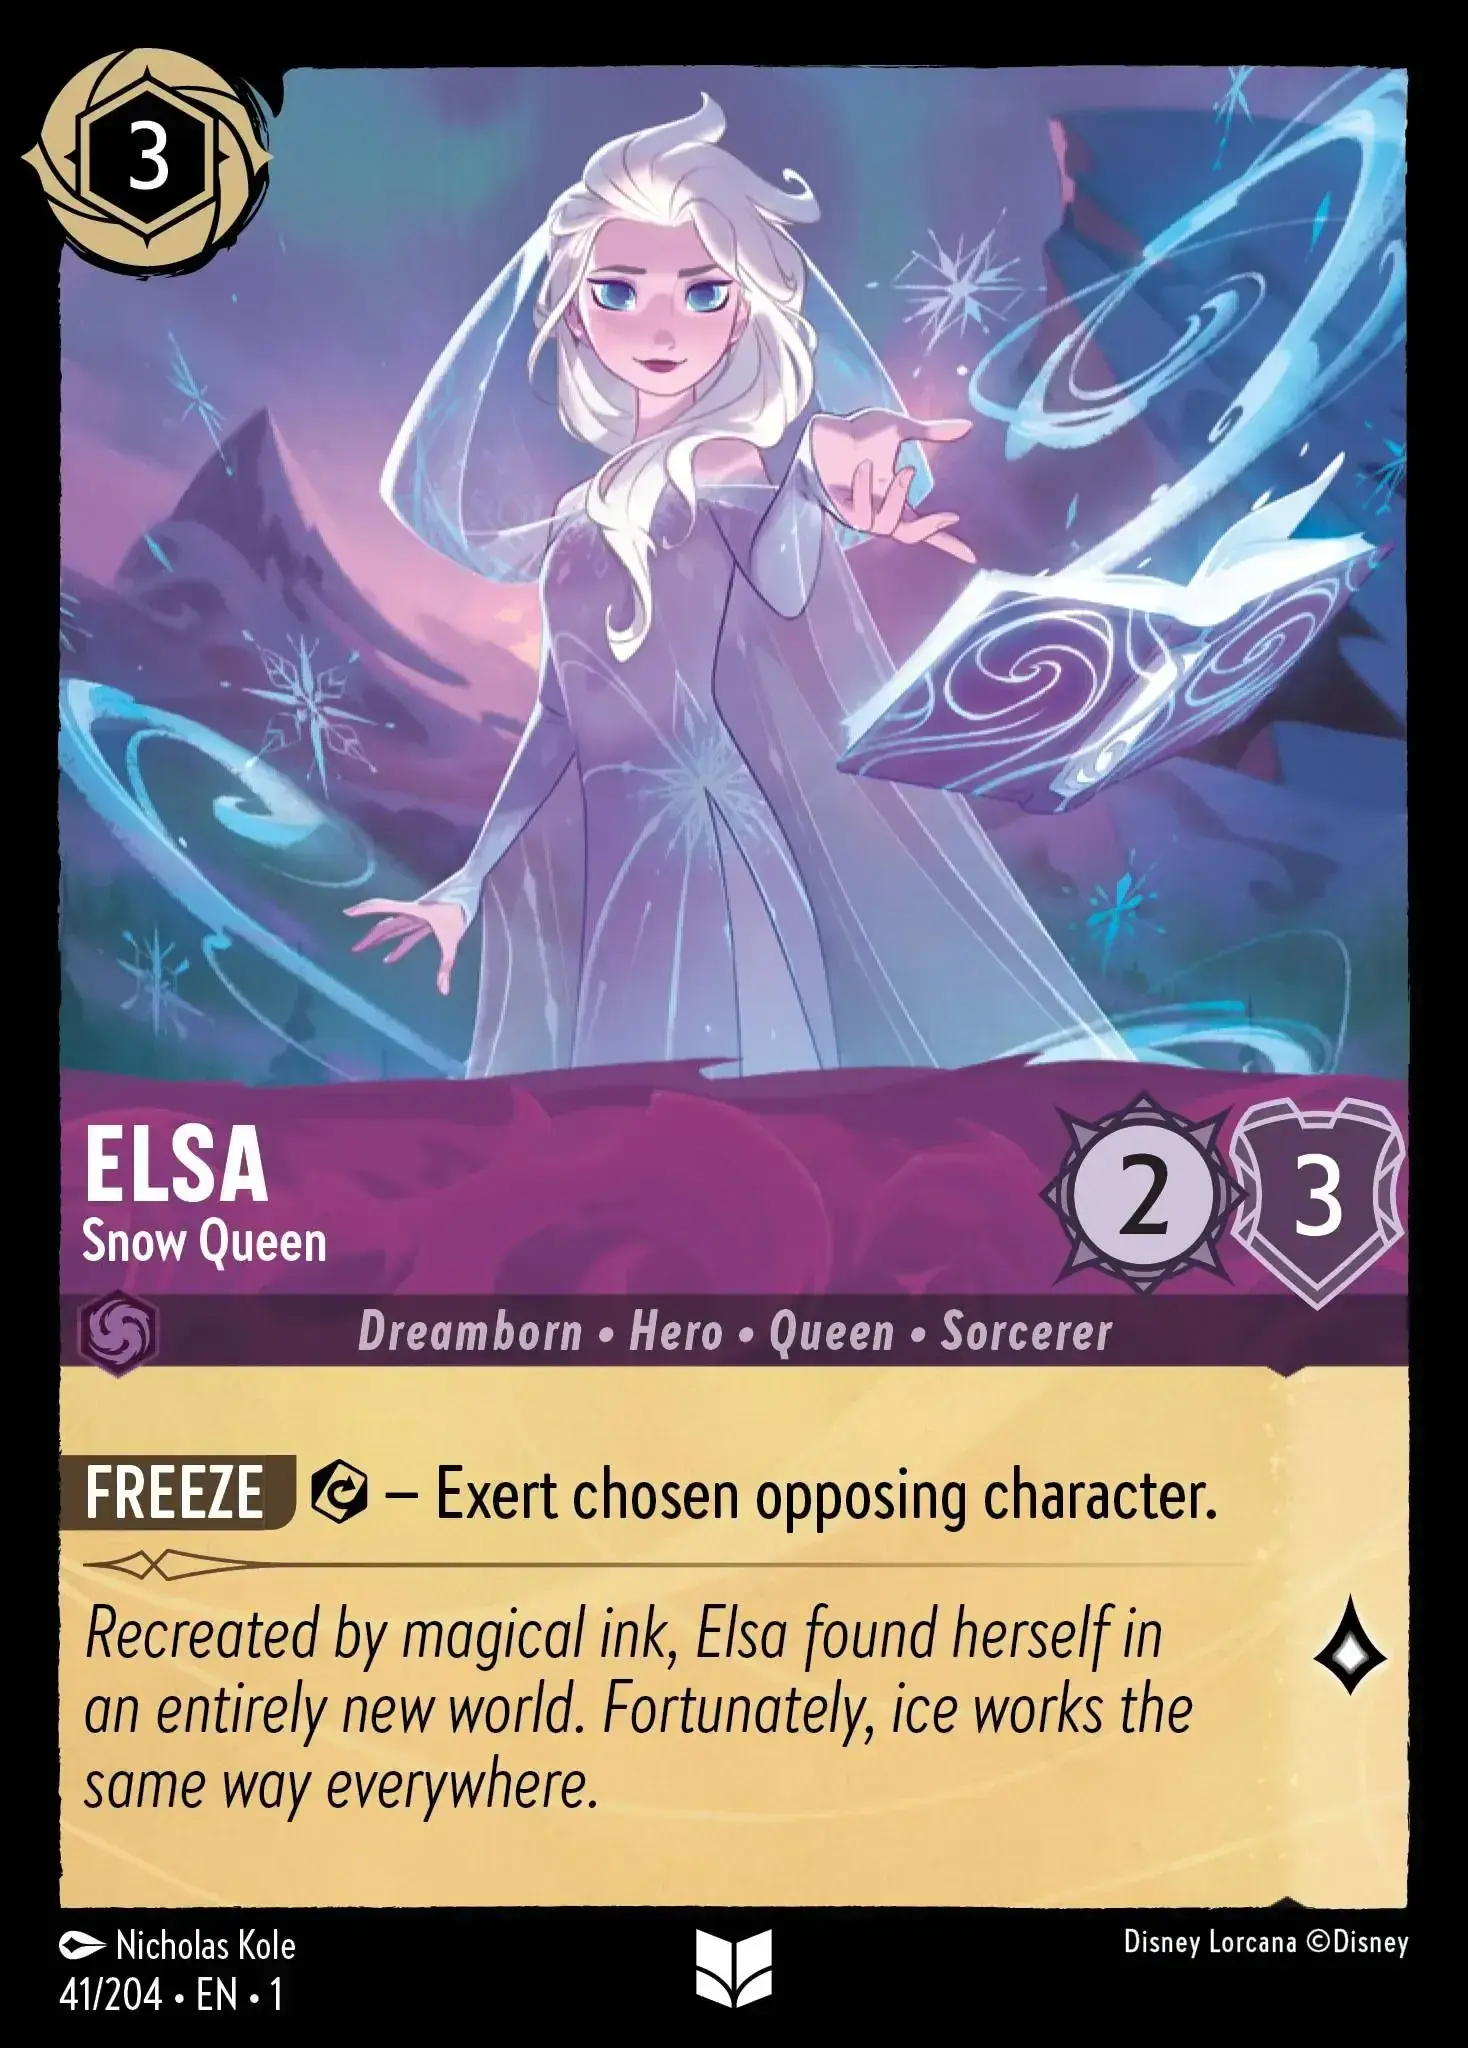 3
ELSA
Snow Queen
2
3
Dreamborn • Hero • Queen • Sorcerer
FREEZE — Exert chosen opposing character.
Recreated by magical ink, Elsa found herself in
an entirely new world. Fortunately, ice works the
same way everywhere.
Nicholas Kole
41/204 • EN • 1
Disney Lorcana ©Disney